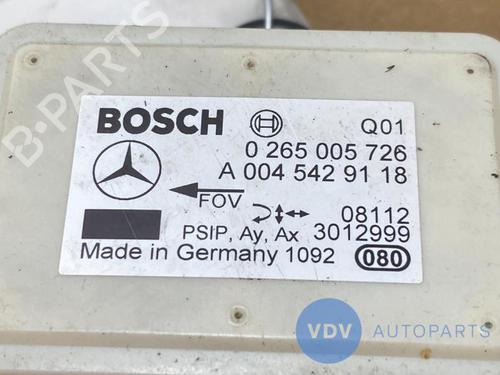 B-PARTS
BOSCH Q01
0 265 005 726
A 004 542 91 18
FOV
08112
PSIP, Ay, Ax 3012999
Made in Germany 1092 080
VDV AUTOPARTS